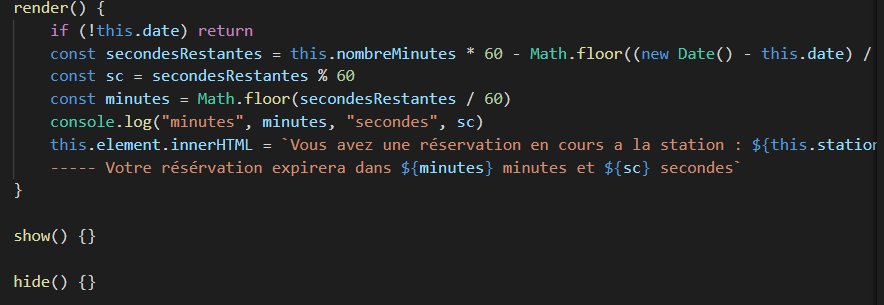 render() {
if (!this.date) return
const secondesRestantes = this.nombreMinutes * 60 - Math.floor((new Date() - this.date) /
const sc = secondesRestantes % 60
const minutes = Math.floor(secondesRestantes / 60)
console.log("minutes", minutes, "secondes", sc)
this.element.innerHTML = `Vous avez une réservation en cours a la station : ${this.station
----- Votre résérvation expirera dans ${minutes} minutes et ${sc} secondes`
}
show() {}
hide() {}